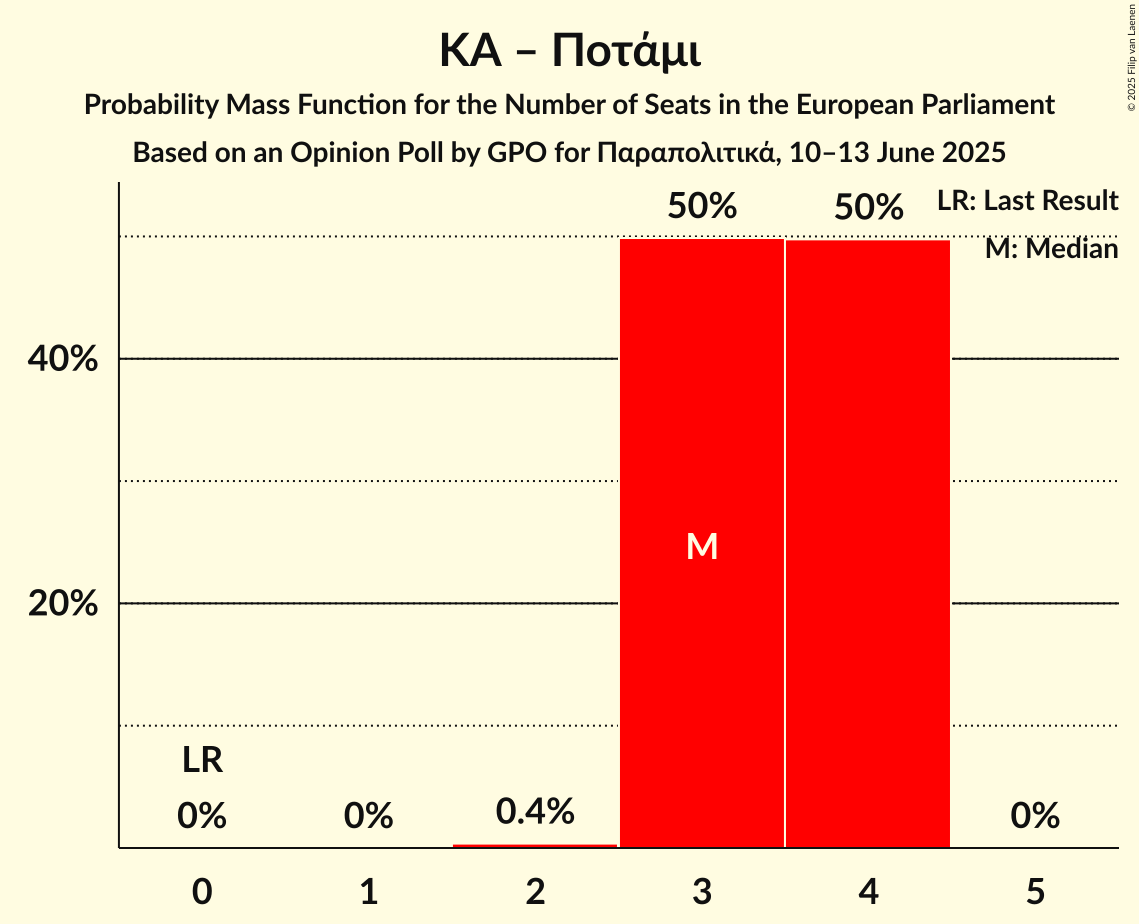 ΚΑ – Ποτάμι
Probability Mass Function for the Number of Seats in the European Parliament
Based on an Opinion Poll by GPO for Παραπολιτικά, 10–13 June 2025
© 2025 Filip van Laenen
LR: Last Result
M: Median
50%
50%
40%
M
20%
LR
0%
0%
0.4%
0%
0
1
2
3
4
5